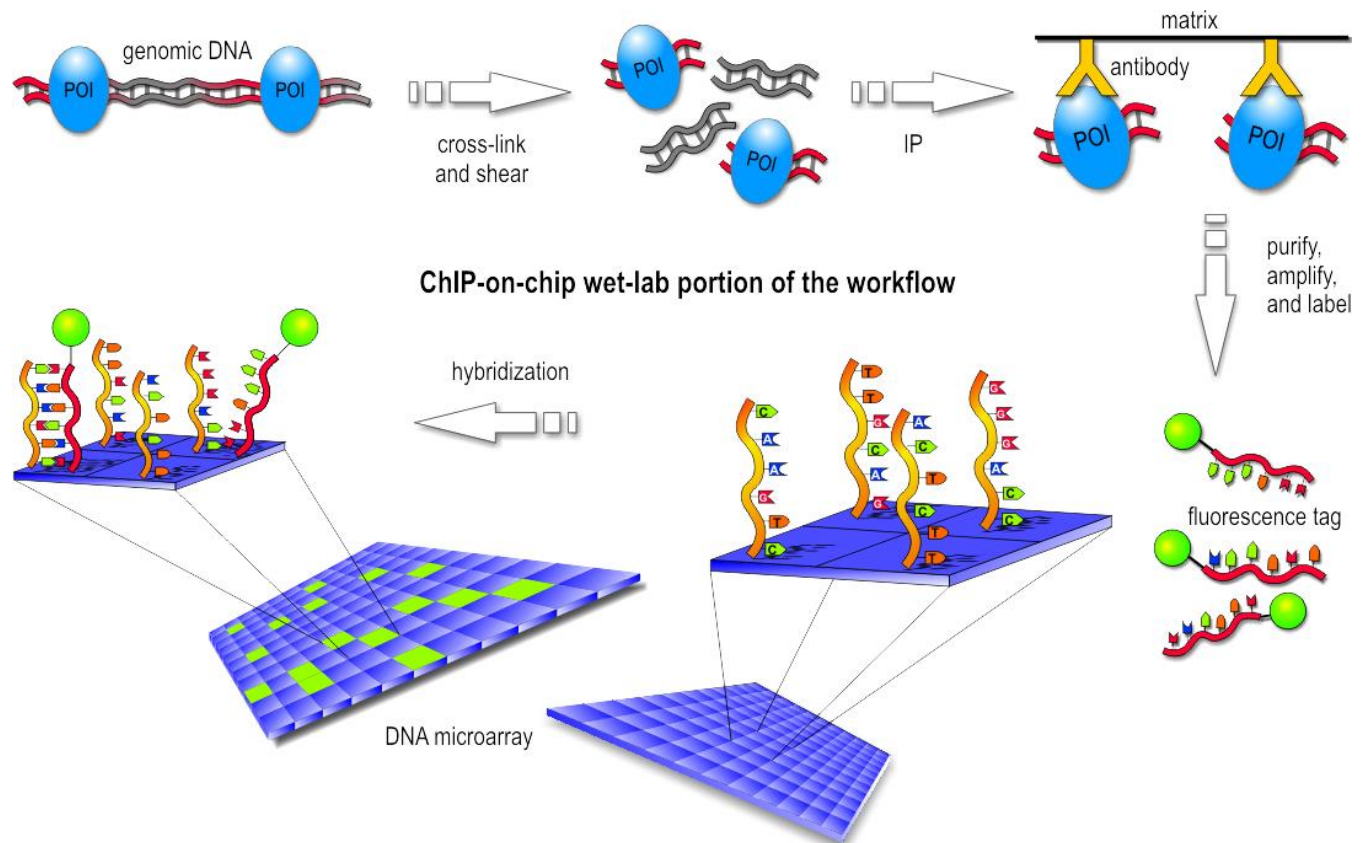 genomic DNA
POI
POI
cross-link
and shear
POI
POI
IP
matrix
antibody
POI
POI
purify,
amplify,
and label
ChIP-on-chip wet-lab portion of the workflow
hybridization
C
A
A
G
T
C
T
T
G
C
A
G
A
C
T
C
T
T
G
G
G
A
C
C
fluorescence tag
DNA microarray